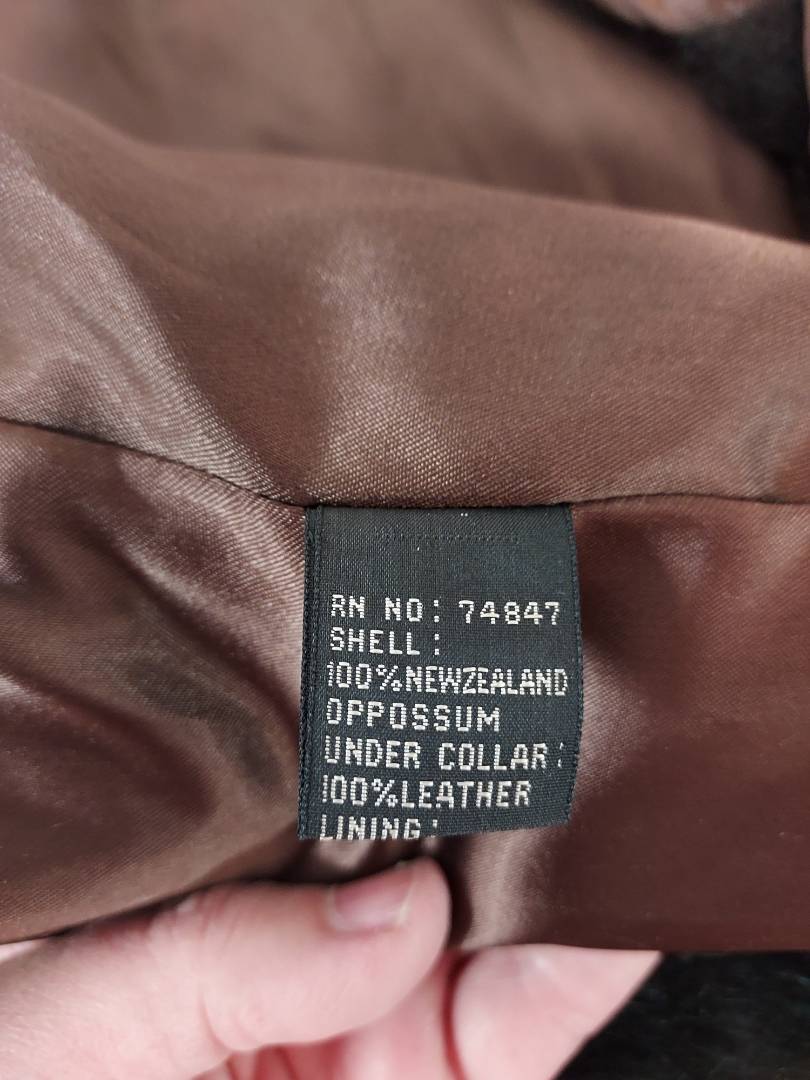 RN NO: 74847
SHELL:
100%NEWZEALAND
OPPOSSUM
UNDER COLLAR:
100%LEATHER
LINING: